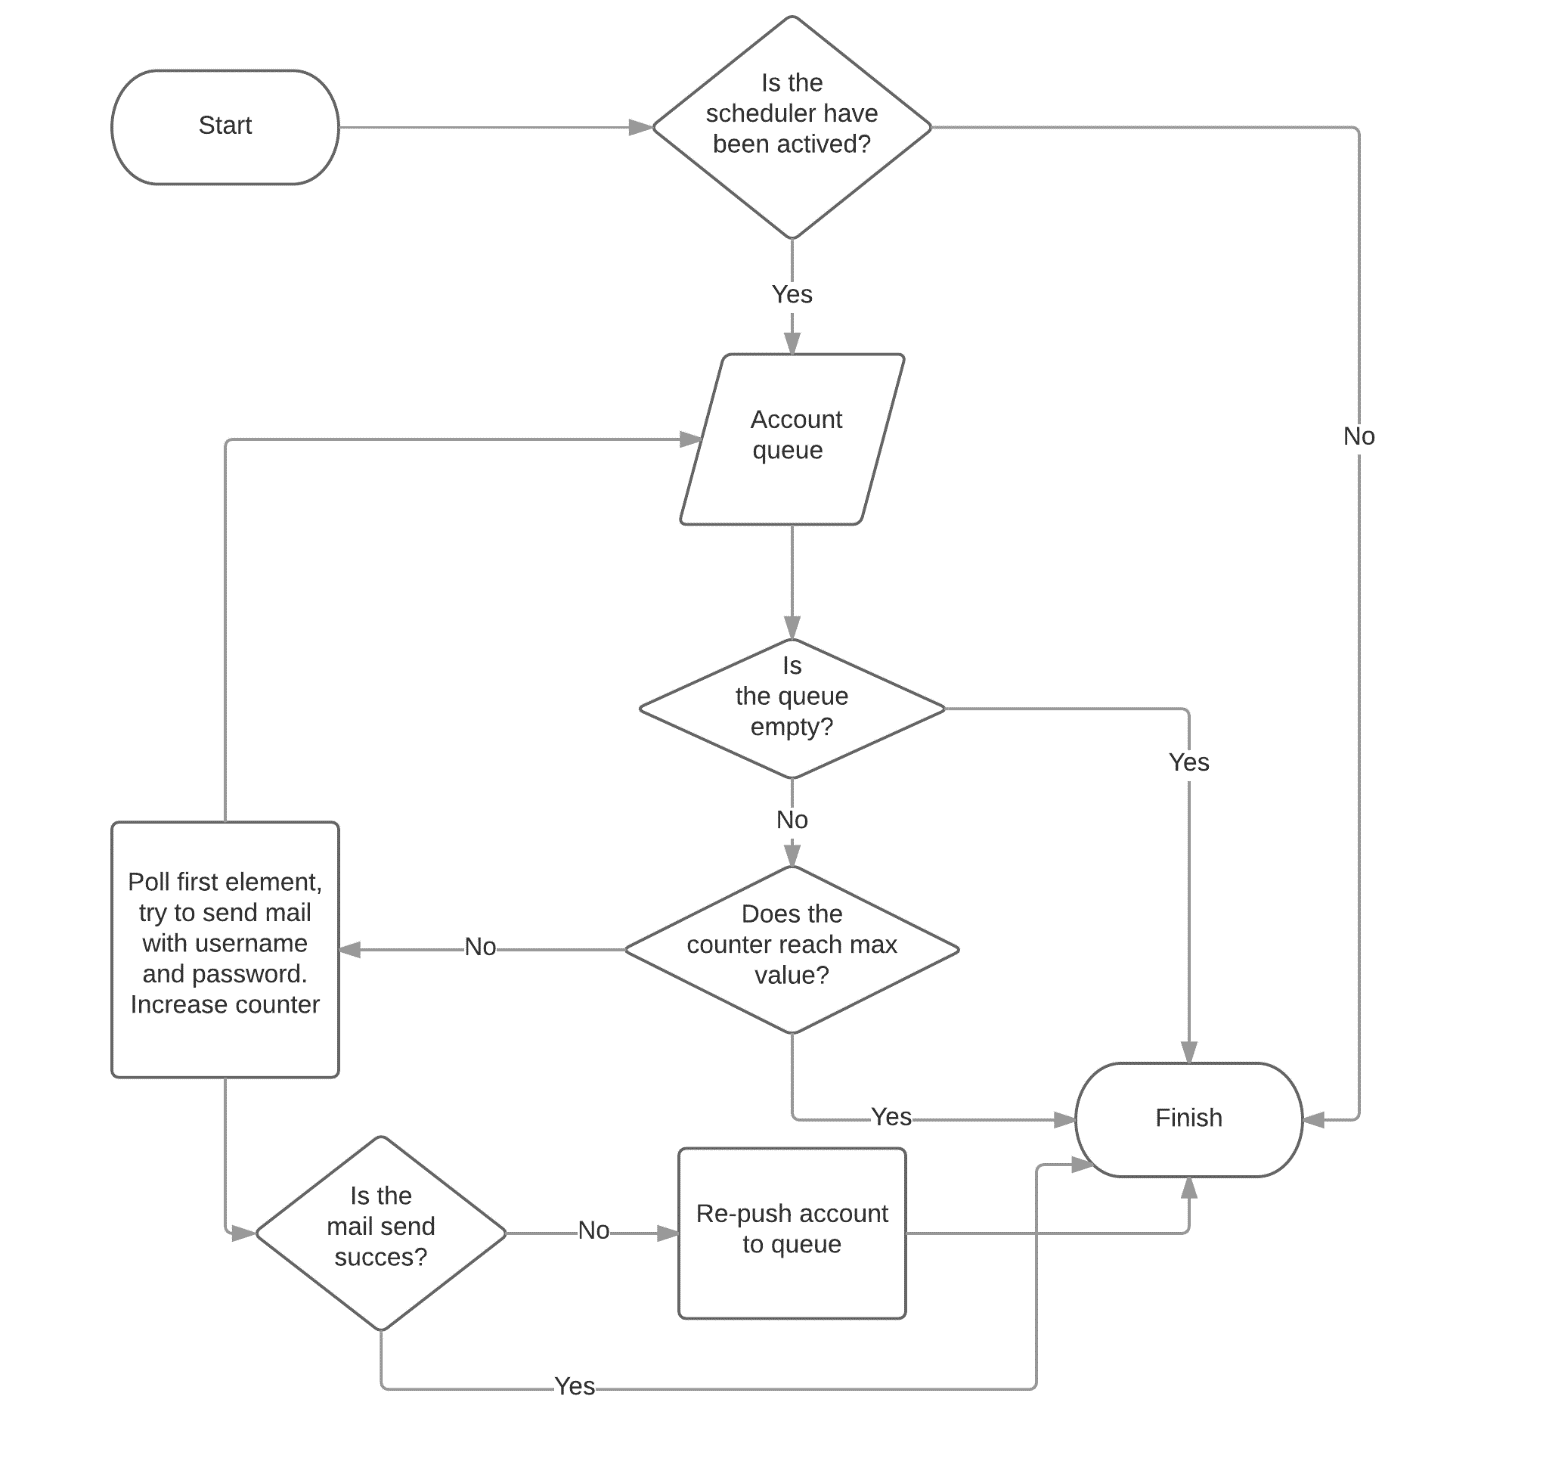 Start
Is the
scheduler have
been actived?
Yes
No
Account
queue
Is
the queue
empty?
Yes
No
Does the
counter reach max
value?
No
Yes
Poll first element,
try to send mail
with username
and password.
Increase counter
Finish
Is the
mail send
succes?
No
Re-push account
to queue
Yes